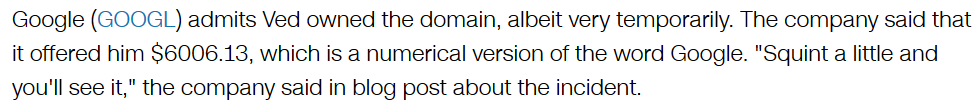 Google (GOOGL) admits Ved owned the domain, albeit very temporarily. The company said that
it offered him $6006.13, which is a numerical version of the word Google. "Squint a little and
you'll see it," the company said in blog post about the incident.